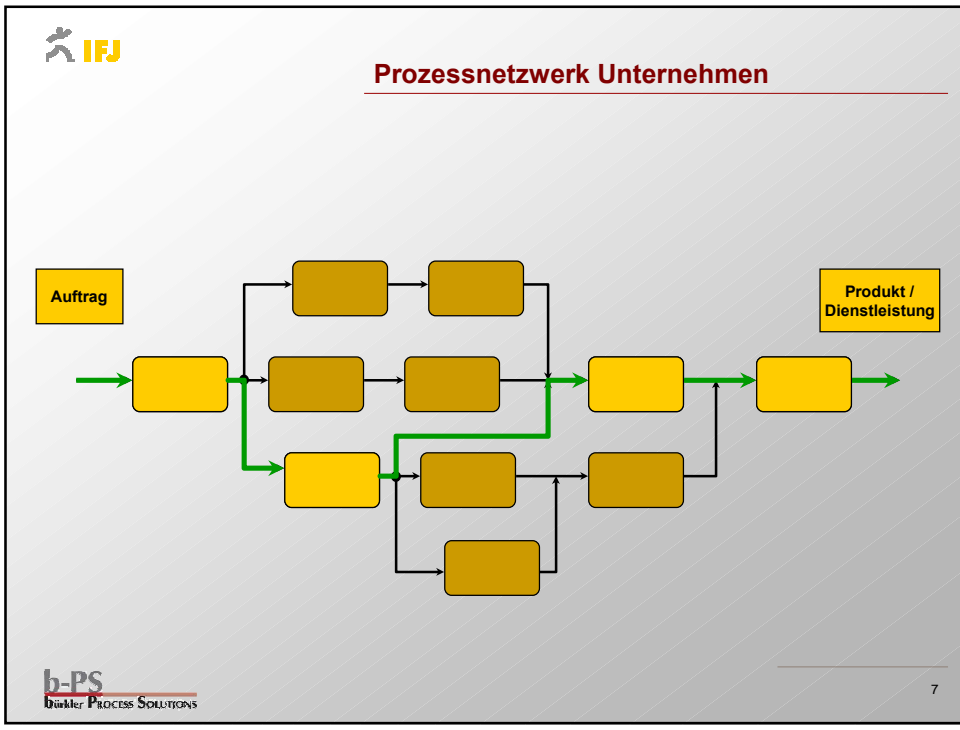 IFJ
Prozessnetzwerk Unternehmen
Auftrag
Produkt /
Dienstleistung
b-PS
bürkler Process Solutions
7